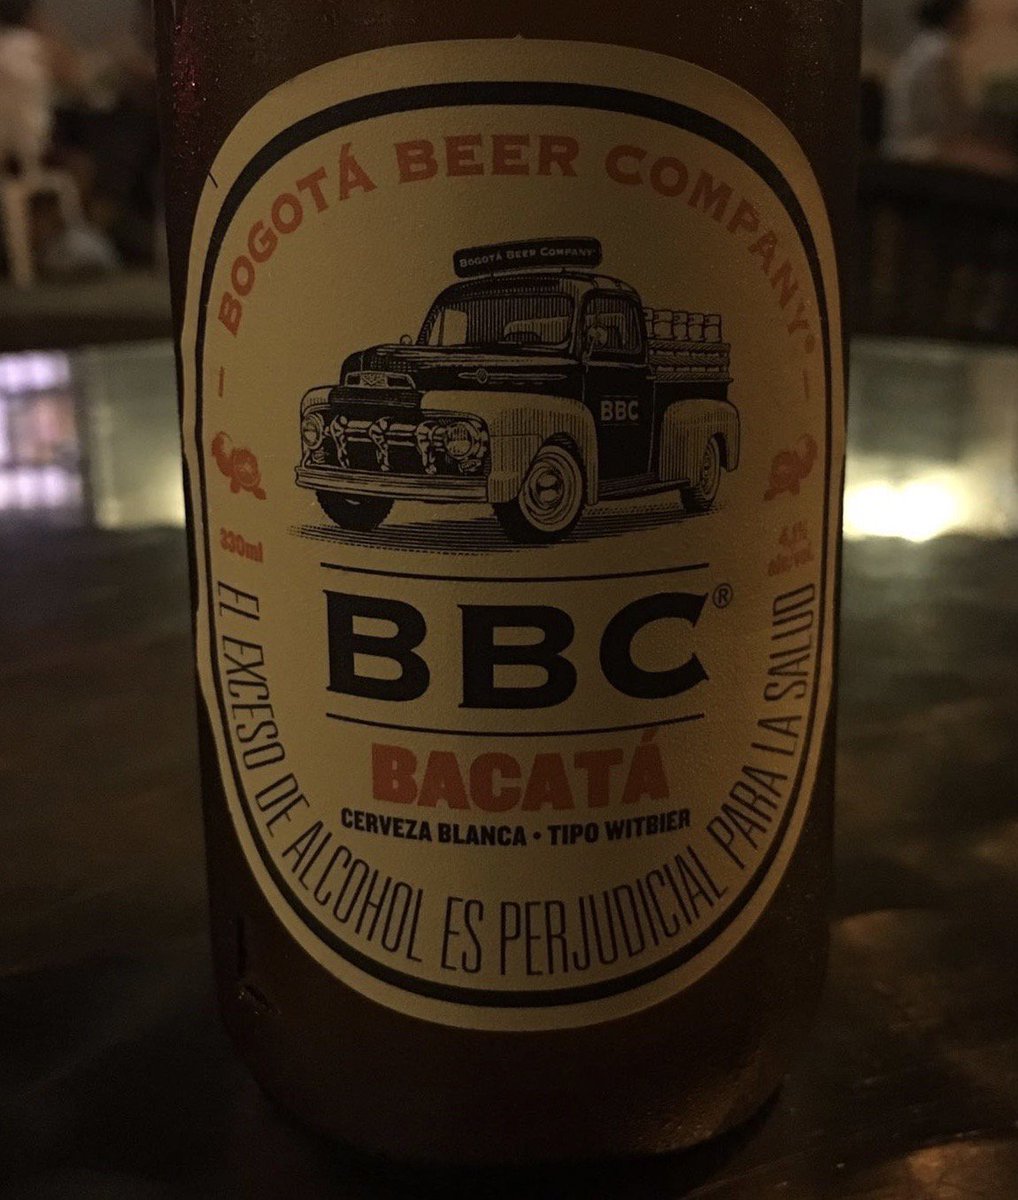 BOGOTÁ BEER COMPANY®
BOGOTÁ BEER COMPANY
BBC
330ml
BBC®
BACATÁ
CERVEZA BLANCA • TIPO WITBIER
EL EXCESO DE ALCOHOL ES PERJUDICIAL PARA LA SALUD